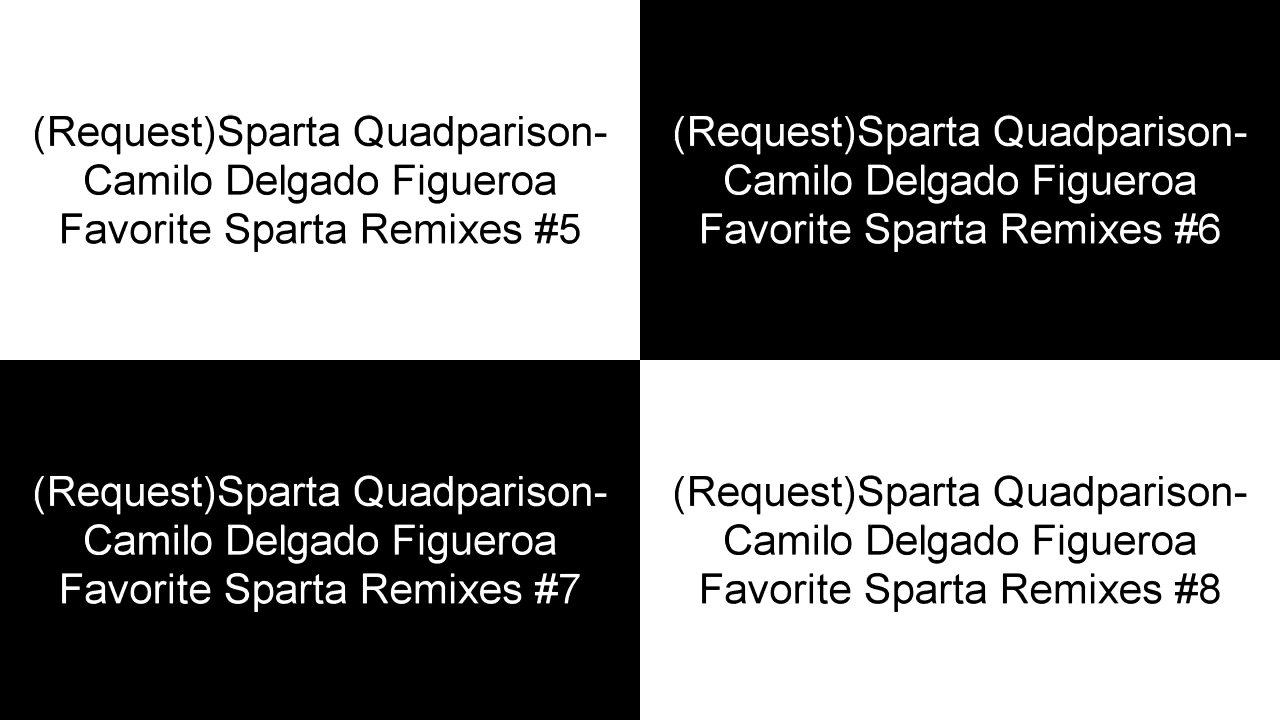 (Request)Sparta Quadparison-
Camilo Delgado Figueroa
Favorite Sparta Remixes #5
(Request)Sparta Quadparison-
Camilo Delgado Figueroa
Favorite Sparta Remixes #6
(Request)Sparta Quadparison-
Camilo Delgado Figueroa
Favorite Sparta Remixes #7
(Request)Sparta Quadparison-
Camilo Delgado Figueroa
Favorite Sparta Remixes #8